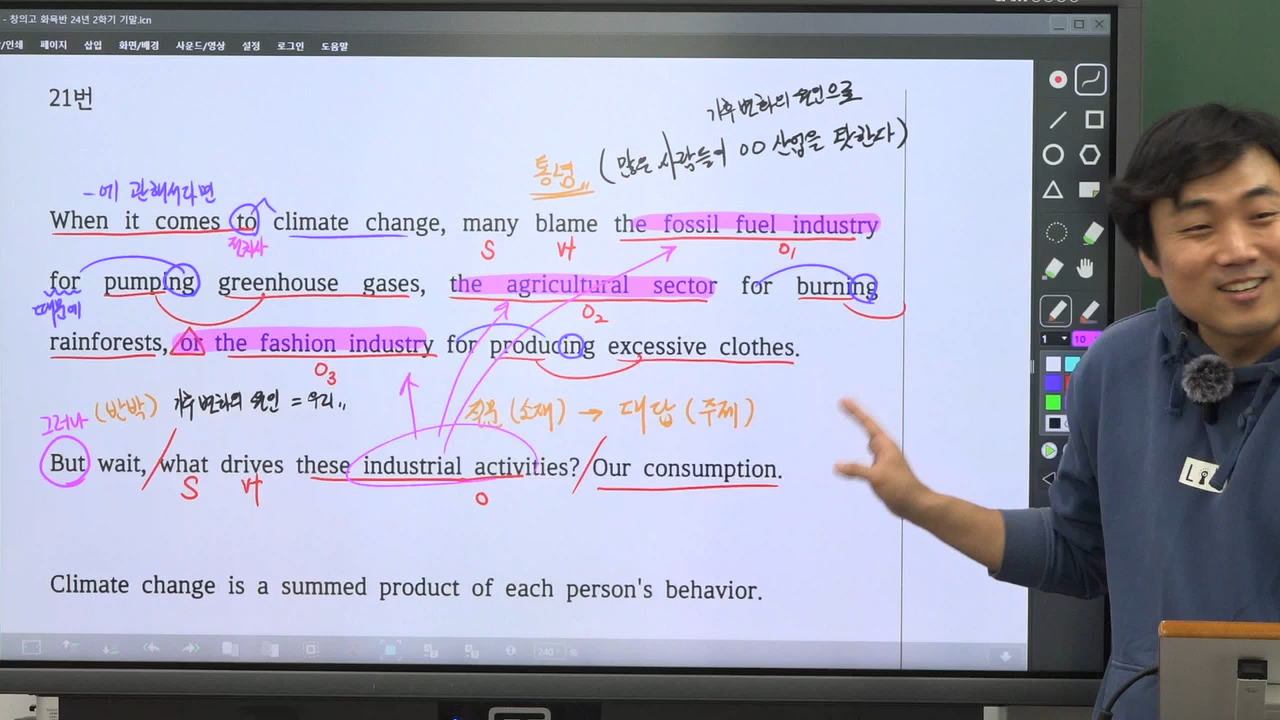 - 창의고 화목반 24년 2학기 기말.icn
/인쇄 페이지 삽입 화면/배경 사운드/영상 설정 로그인 도움말
21번
기후변화의 원인으로
통념 (많은 사람들이 OO 산업을 탓한다)
~에 관해서라면
When it comes to climate change, many blame the fossil fuel industry
전치사 S vt O₁
for pumping greenhouse gases, the agricultural sector for burning
때문에 O₂
rainforests, or the fashion industry for producing excessive clothes.
O₃
그러나 (반박) 기후변화의 원인 = 우리
질문 (소재) → 대답 (주제)
But wait, / what drives these industrial activities? / Our consumption.
S vt O
Climate change is a summed product of each person's behavior.
240 %
1 10